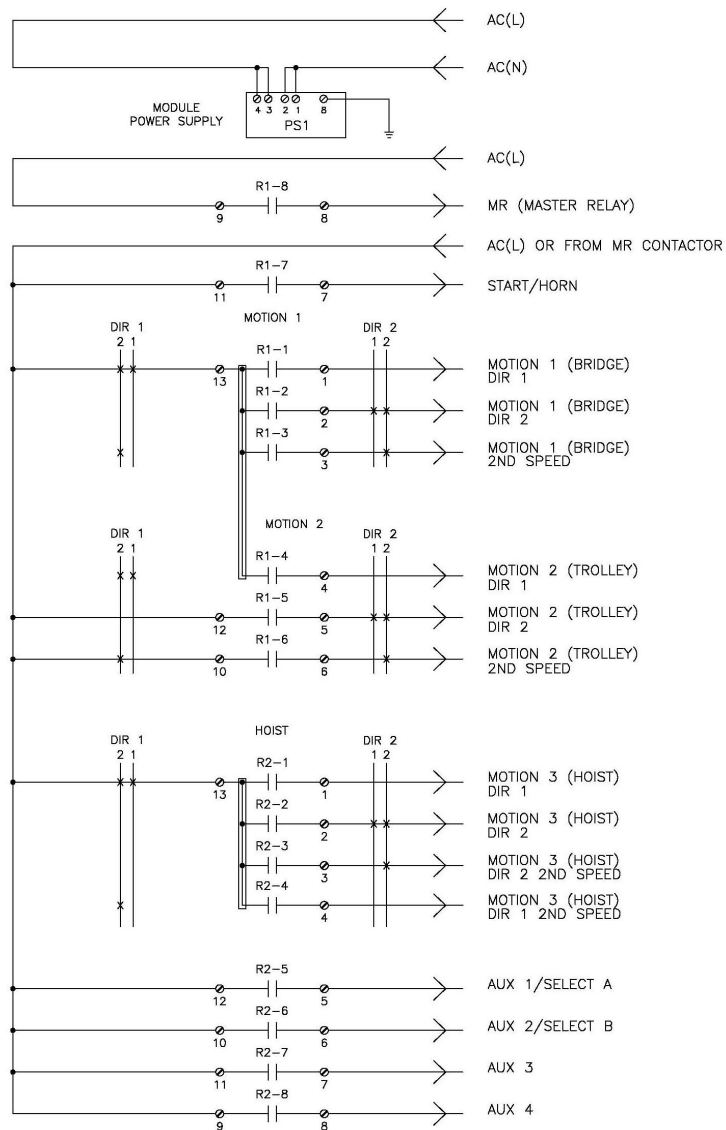 AC(L)
AC(N)
4 3 2 1 8
MODULE
POWER SUPPLY
PS1
AC(L)
R1-8
9 8
MR (MASTER RELAY)
AC(L) OR FROM MR CONTACTOR
R1-7
11 7
START/HORN
MOTION 1
DIR 1
2 1
DIR 2
1 2
R1-1
13 1
MOTION 1 (BRIDGE)
DIR 1
R1-2
2
MOTION 1 (BRIDGE)
DIR 2
R1-3
3
MOTION 1 (BRIDGE)
2ND SPEED
MOTION 2
DIR 1
2 1
DIR 2
1 2
R1-4
4
MOTION 2 (TROLLEY)
DIR 1
R1-5
12 5
MOTION 2 (TROLLEY)
DIR 2
R1-6
10 6
MOTION 2 (TROLLEY)
2ND SPEED
HOIST
DIR 1
2 1
DIR 2
1 2
R2-1
13 1
MOTION 3 (HOIST)
DIR 1
R2-2
2
MOTION 3 (HOIST)
DIR 2
R2-3
3
MOTION 3 (HOIST)
DIR 2 2ND SPEED
R2-4
4
MOTION 3 (HOIST)
DIR 1 2ND SPEED
R2-5
12 5
AUX 1/SELECT A
R2-6
10 6
AUX 2/SELECT B
R2-7
11 7
AUX 3
R2-8
9 8
AUX 4